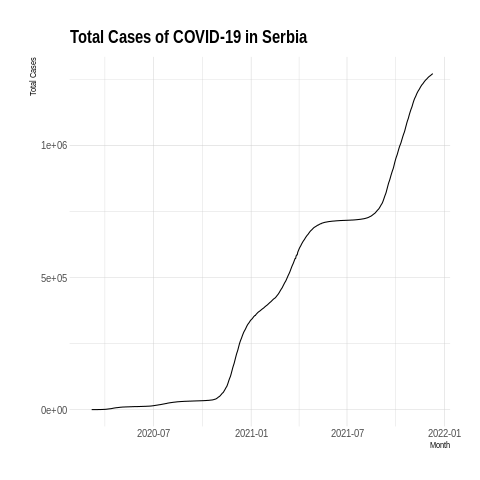 Total Cases of COVID-19 in Serbia
Total Cases
1e+06
5e+05
0e+00
2020-07 2021-01 2021-07 2022-01
Month